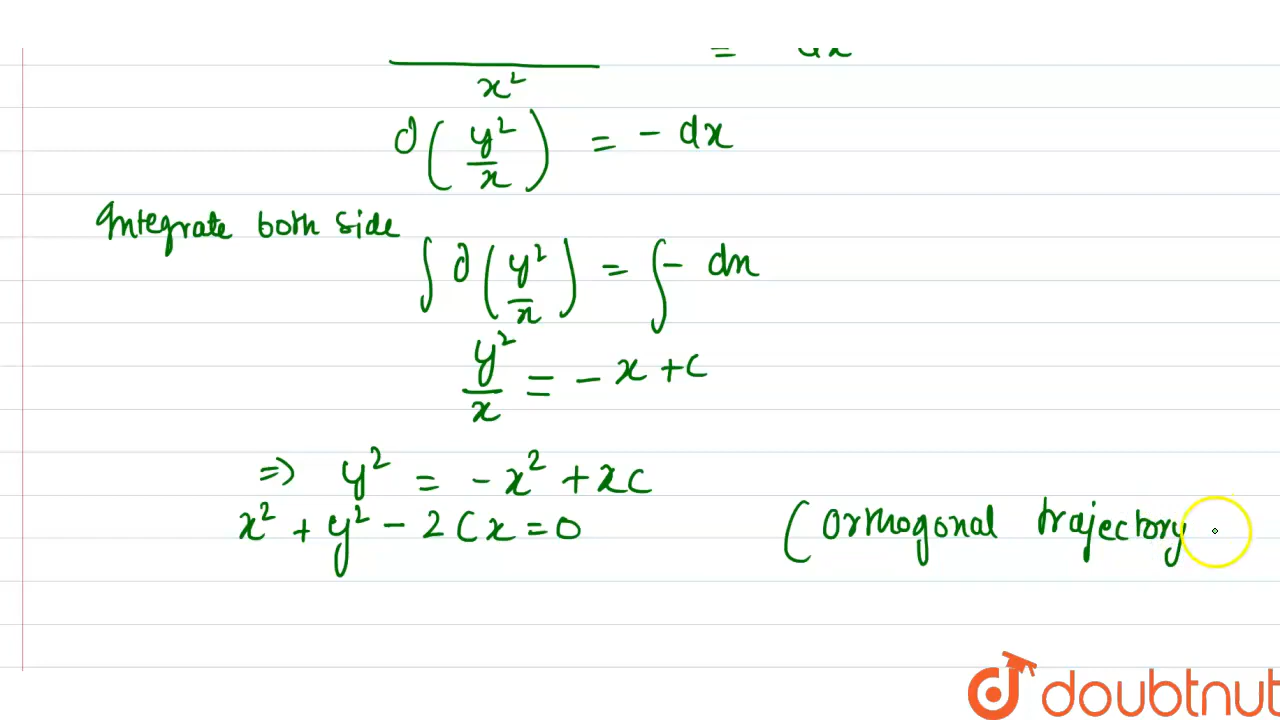 = dx
x²
d(y²/x) = - dx
Integrate both side
∫ d(y²/x) = ∫ - dx
y²/x = - x + c
⇒ y² = - x² + xc
x² + y² - 2Cx = 0 (Orthogonal trajectory
doubtnut